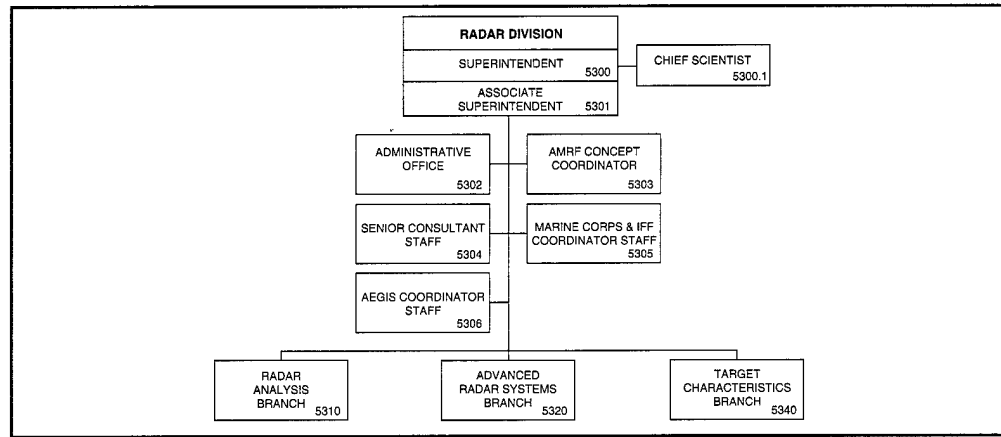 RADAR DIVISION
SUPERINTENDENT
5300
CHIEF SCIENTIST
5300.1
ASSOCIATE
SUPERINTENDENT
5301
ADMINISTRATIVE
OFFICE
5302
AMRF CONCEPT
COORDINATOR
5303
SENIOR CONSULTANT
STAFF
5304
MARINE CORPS & IFF
COORDINATOR STAFF
5305
AEGIS COORDINATOR
STAFF
5306
RADAR
ANALYSIS
BRANCH
5310
ADVANCED
RADAR SYSTEMS
BRANCH
5320
TARGET
CHARACTERISTICS
BRANCH
5340